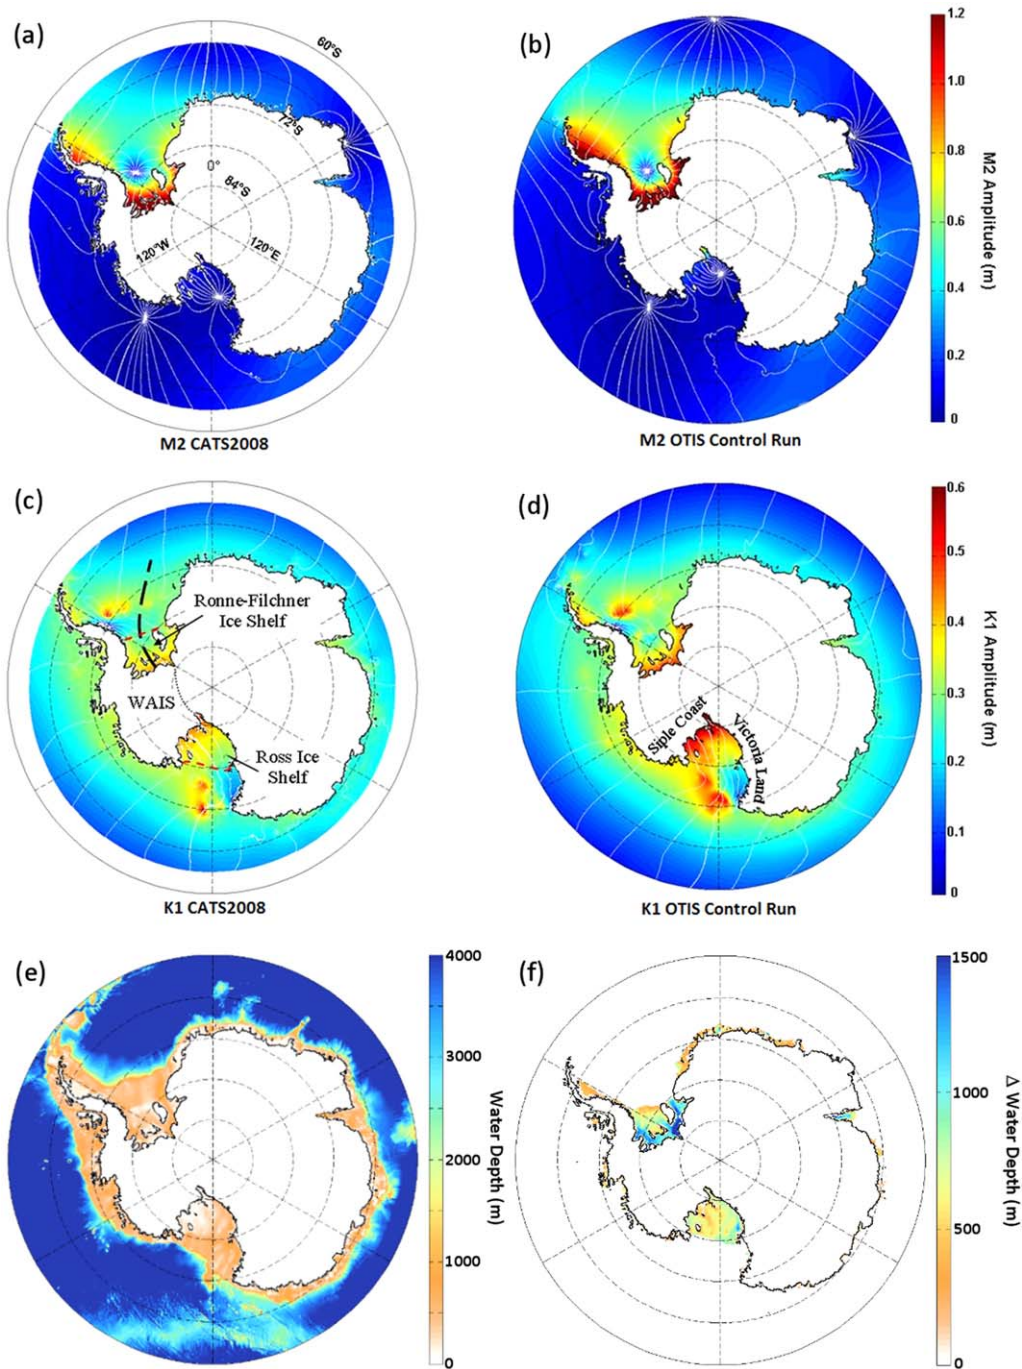 (a)
60°S
72°S
0°
84°S
120°W
120°E
M2 CATS2008
(b)
M2 OTIS Control Run
1.2
1.0
0.8
0.6
0.4
0.2
0
M2 Amplitude (m)
(c)
Ronne-Filchner
Ice Shelf
WAIS
Ross Ice
Shelf
K1 CATS2008
(d)
Siple Coast
Victoria Land
K1 OTIS Control Run
0.6
0.5
0.4
0.3
0.2
0.1
0
K1 Amplitude (m)
(e)
4000
3000
2000
1000
0
Water Depth (m)
(f)
1500
1000
500
0
Δ Water Depth (m)